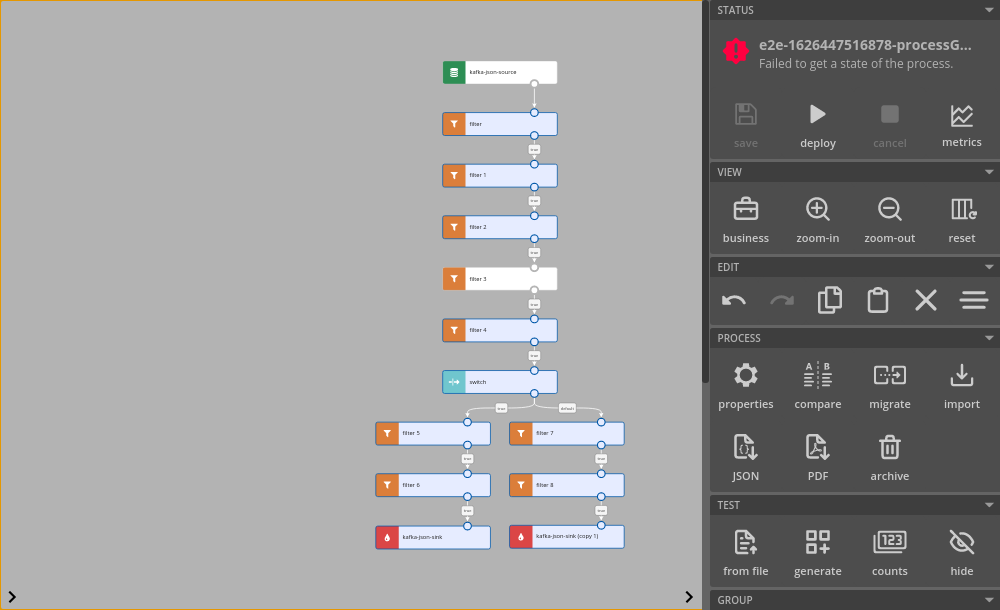 kafka-json-source
filter
true
filter 1
true
filter 2
true
filter 3
true
filter 4
true
switch
true
default
filter 5
filter 7
true
true
filter 6
filter 8
true
true
kafka-json-sink
kafka-json-sink (copy 1)
STATUS
e2e-1626447516878-processG...
Failed to get a state of the process.
save
deploy
cancel
metrics
VIEW
business
zoom-in
zoom-out
reset
EDIT
PROCESS
A B
properties
compare
migrate
import
{}
JSON
PDF
archive
TEST
123
from file
generate
counts
hide
GROUP